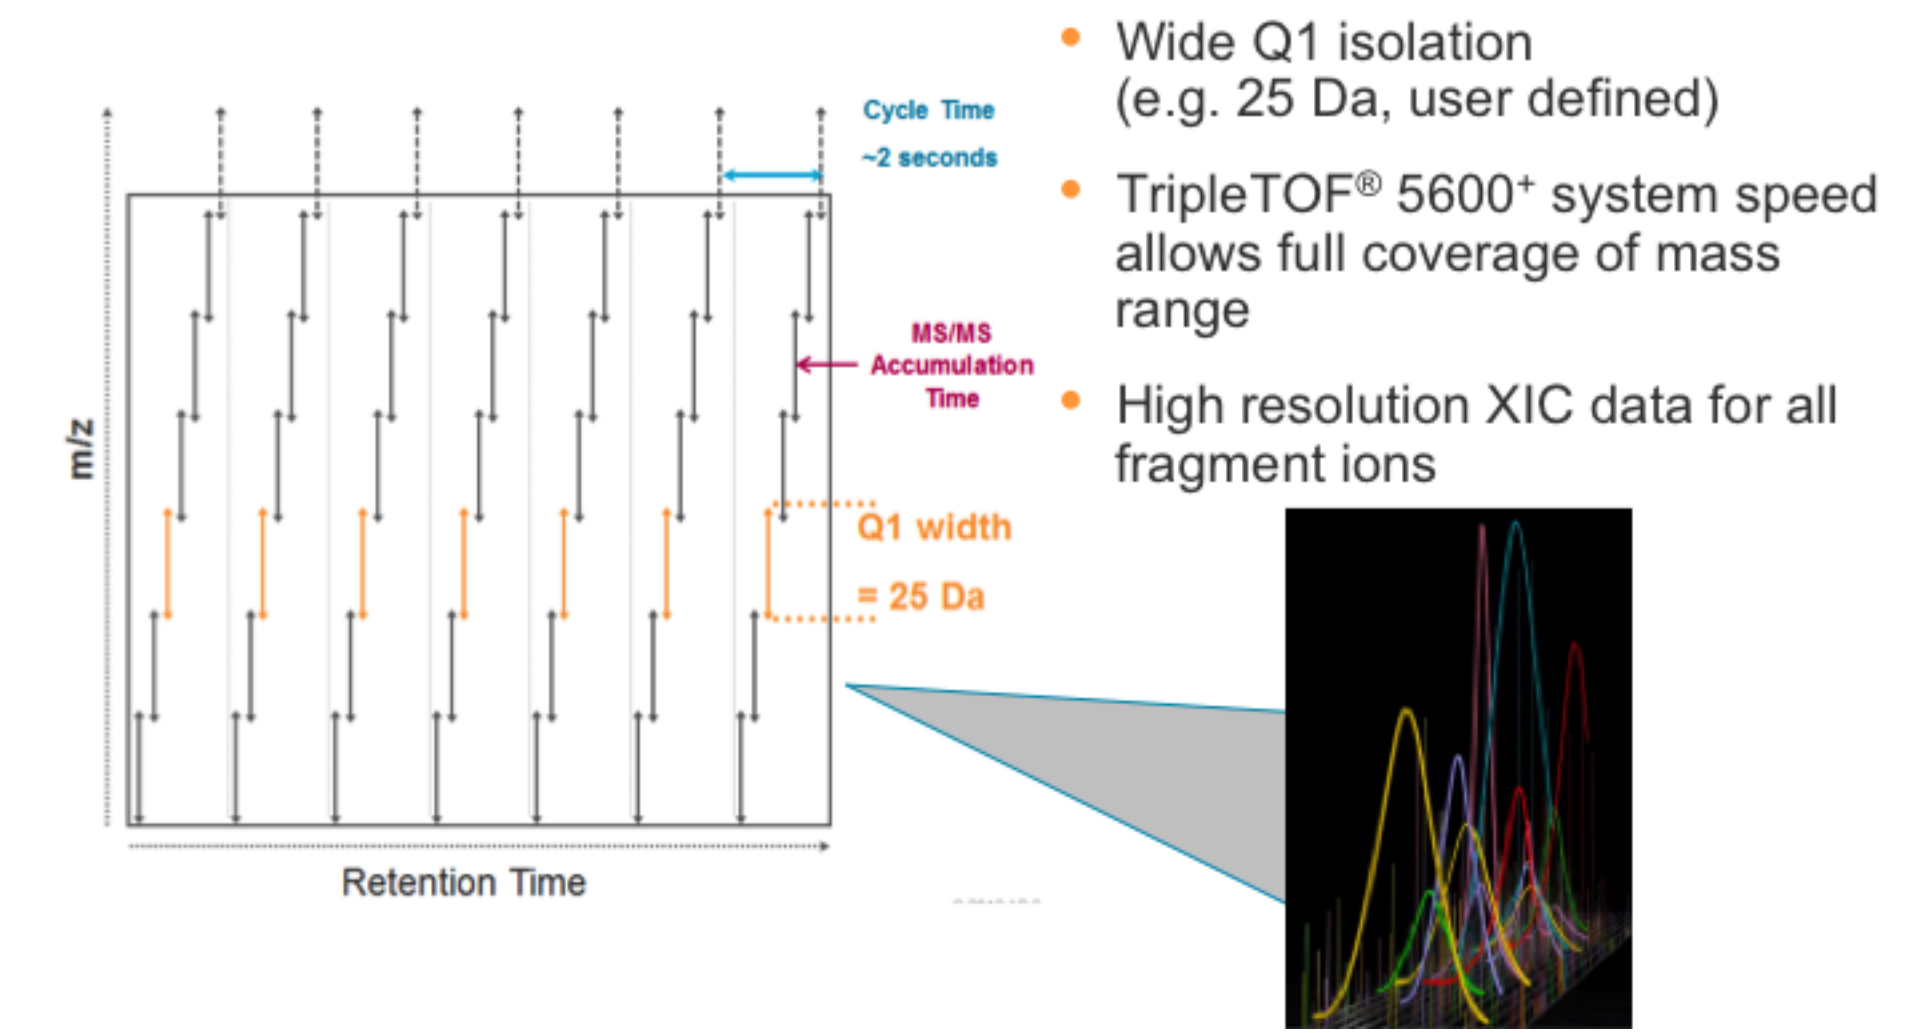 Wide Q1 isolation
(e.g. 25 Da, user defined)
TripleTOF® 5600⁺ system speed
allows full coverage of mass
range
High resolution XIC data for all
fragment ions
Cycle Time
~2 seconds
MS/MS
Accumulation
Time
Q1 width
= 25 Da
m/z
Retention Time